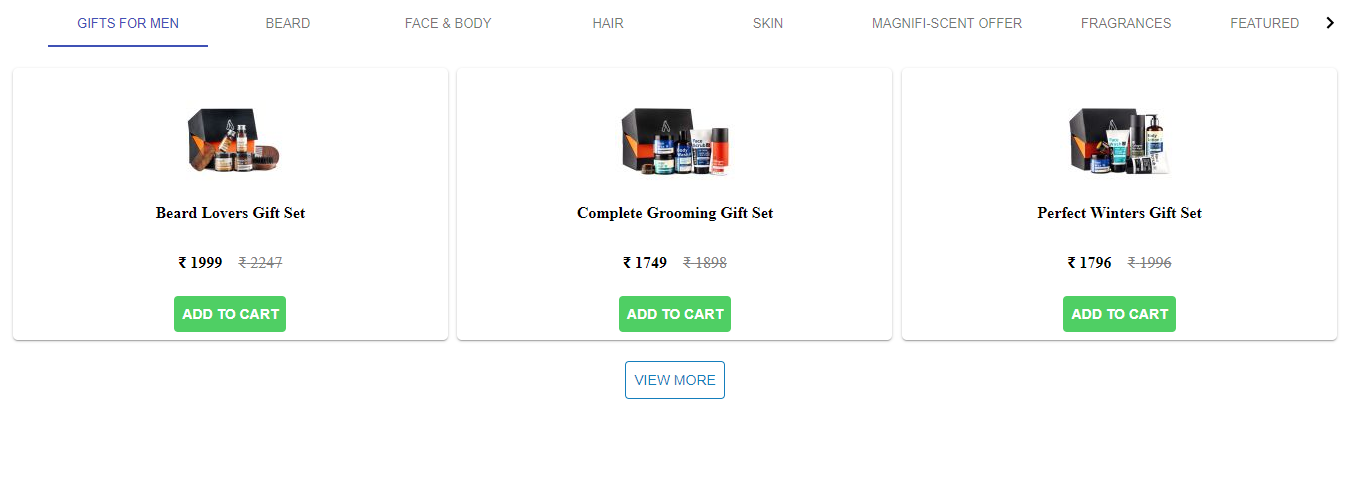 GIFTS FOR MEN BEARD FACE & BODY HAIR SKIN MAGNIFI-SCENT OFFER FRAGRANCES FEATURED
Beard Lovers Gift Set
₹ 1999 ₹ 2247
ADD TO CART
Complete Grooming Gift Set
₹ 1749 ₹ 1898
ADD TO CART
Perfect Winters Gift Set
₹ 1796 ₹ 1996
ADD TO CART
VIEW MORE